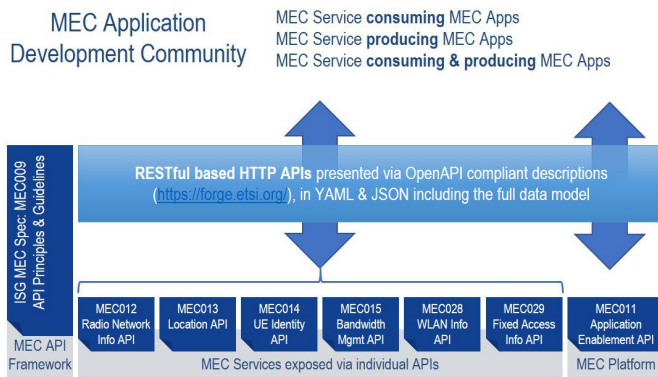 MEC Application
Development Community
MEC Service consuming MEC Apps
MEC Service producing MEC Apps
MEC Service consuming & producing MEC Apps
ISG MEC Spec: MEC009
API Principles & Guidelines
RESTful based HTTP APIs presented via OpenAPI compliant descriptions
(https://forge.etsi.org/), in YAML & JSON including the full data model
MEC012
Radio Network
Info API
MEC013
Location API
MEC014
UE Identity
API
MEC015
Bandwidth
Mgmt API
MEC028
WLAN Info
API
MEC029
Fixed Access
Info API
MEC011
Application
Enablement API
MEC API
Framework
MEC Services exposed via individual APIs
MEC Platform